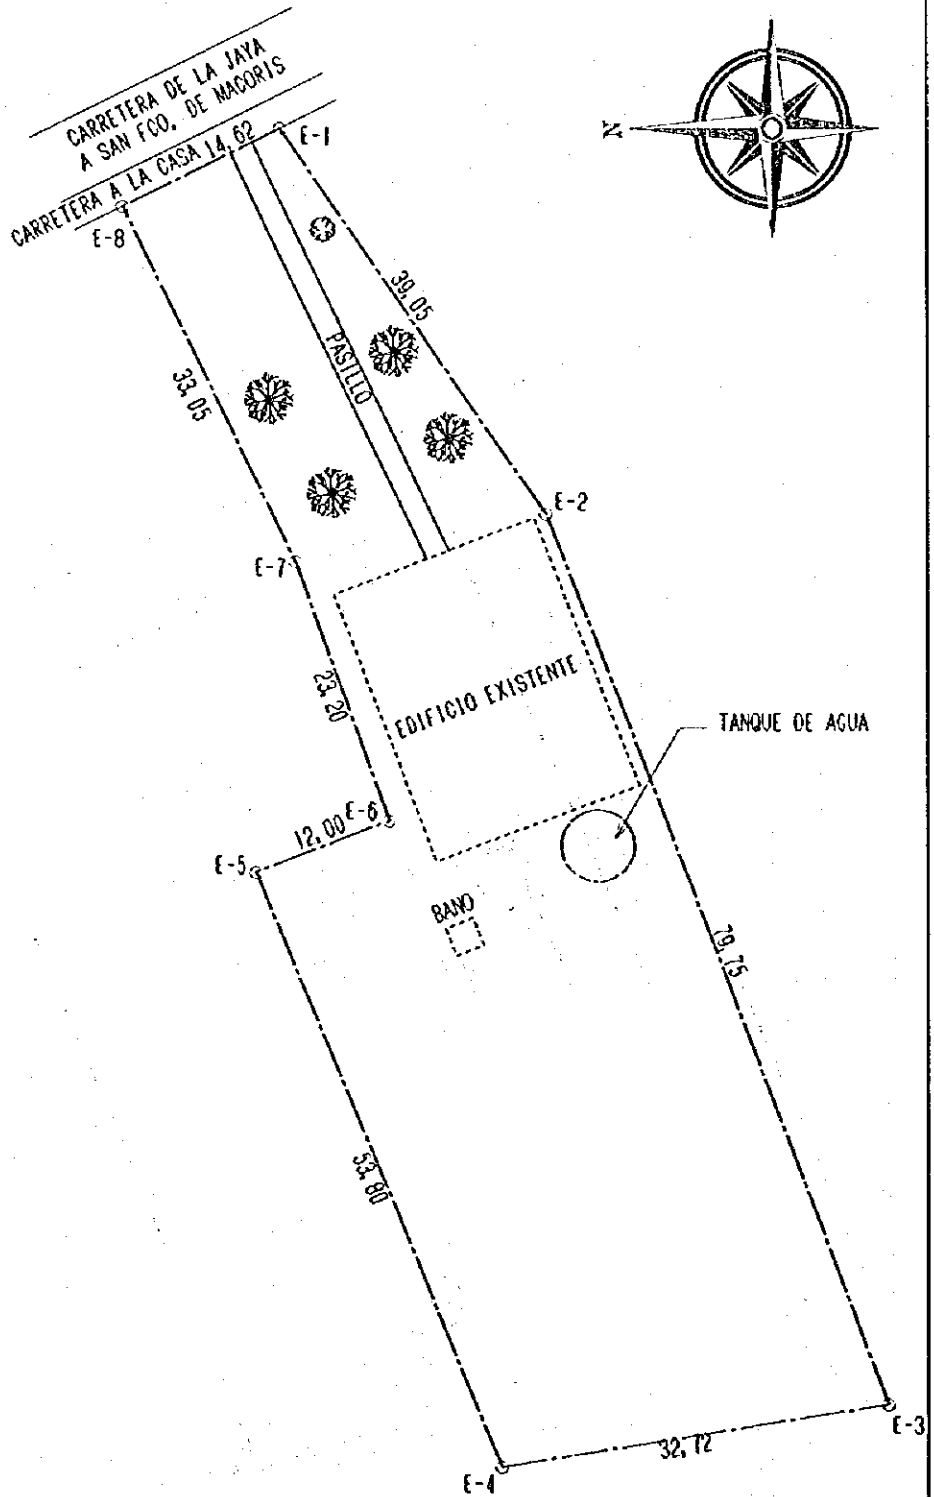 CARRETERA DE LA JAYA
A SAN FCO. DE MACORIS
CARRETERA A LA CASA
14,62
E-1
N
E-8
39,05
PASILLO
33,05
E-2
E-7
EDIFICIO EXISTENTE
23,20
TANQUE DE AGUA
E-6
12,00
E-5
BANO
79,75
53,80
E-3
32,72
E-4